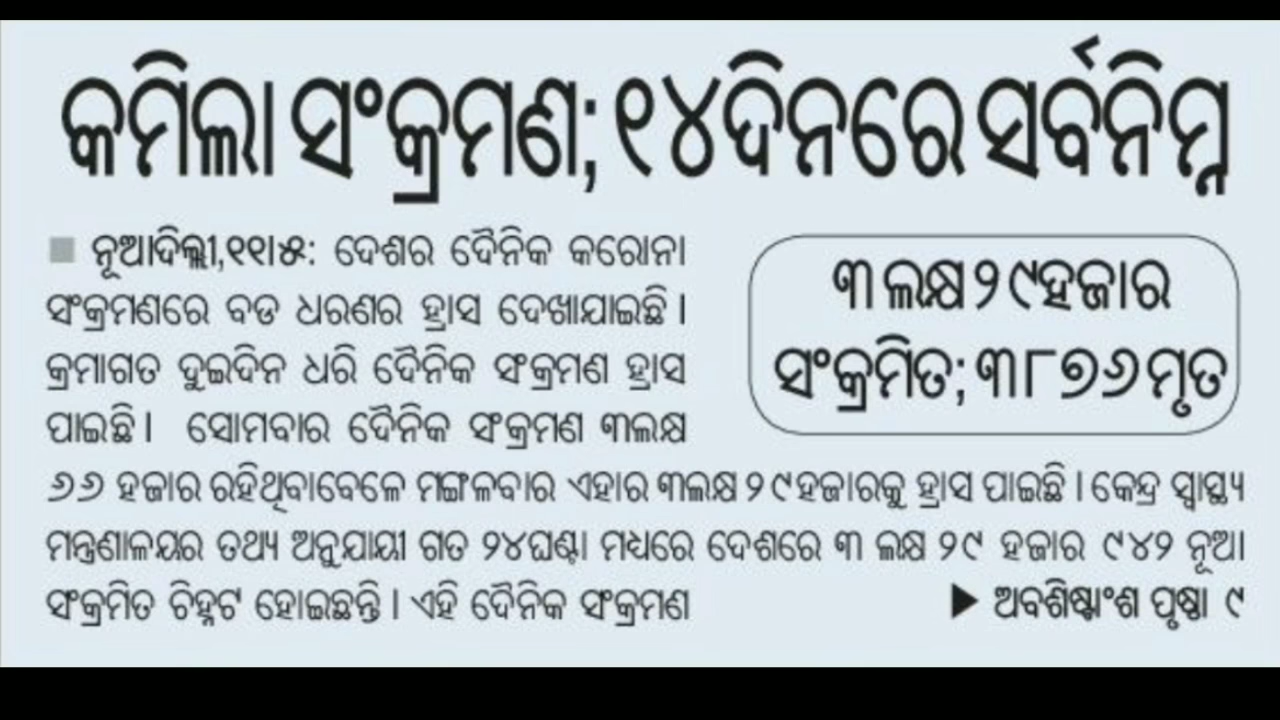 କମିଲା ସଂକ୍ରମଣ; ୧୪ଦିନରେ ସର୍ବନିମ୍ନ
■ ନୂଆଦିଲ୍ଲୀ,୧୧।୫: ଦେଶର ଦୈନିକ କରୋନା
ସଂକ୍ରମଣରେ ବଡ ଧରଣର ହ୍ରାସ ଦେଖାଯାଇଛି ।
କ୍ରମାଗତ ଦୁଇଦିନ ଧରି ଦୈନିକ ସଂକ୍ରମଣ ହ୍ରାସ
ପାଇଛି । ସୋମବାର ଦୈନିକ ସଂକ୍ରମଣ ୩ଲକ୍ଷ
୩ ଲକ୍ଷ ୨୯ହଜାର
ସଂକ୍ରମିତ; ୩୮୭୬ ମୃତ
୬୬ ହଜାର ରହିଥିବାବେଳେ ମଙ୍ଗଳବାର ଏହାର ୩ଲକ୍ଷ ୨୯ହଜାରକୁ ହ୍ରାସ ପାଇଛି । କେନ୍ଦ୍ର ସ୍ୱାସ୍ଥ୍ୟ
ମନ୍ତ୍ରଣାଳୟର ତଥ୍ୟ ଅନୁଯାୟୀ ଗତ ୨୪ଘଣ୍ଟା ମଧ୍ୟରେ ଦେଶରେ ୩ ଲକ୍ଷ ୨୯ ହଜାର ୯୪୨ ନୂଆ
ସଂକ୍ରମିତ ଚିହ୍ନଟ ହୋଇଛନ୍ତି । ଏହି ଦୈନିକ ସଂକ୍ରମଣ
▶ ଅବଶିଷ୍ଟାଂଶ ପୃଷ୍ଠା ୯